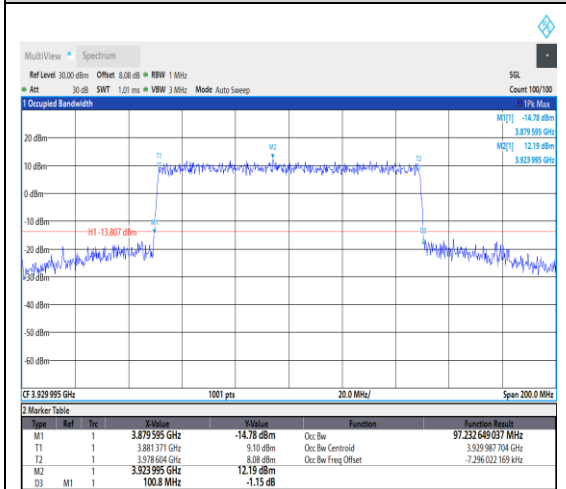 MultiView Spectrum
Ref Level 30.00 dBm Offset 8.08 dB RBW 1 MHz SGL
Att 30 dB SWT 1.01 ms VBW 3 MHz Mode Auto Sweep Count 100/100
1 Occupied Bandwidth 1Pk Max
M1[1] -14.78 dBm
3.879 595 GHz
M2[1] 12.19 dBm
3.923 995 GHz
20 dBm
M2
T1
T2
10 dBm
0 dBm
-10 dBm
M1
H1 -13.807 dBm
D3
-20 dBm
-30 dBm
-40 dBm
-50 dBm
-60 dBm
CF 3.929 995 GHz 1001 pts 20.0 MHz/ Span 200.0 MHz
2 Marker Table
Type Ref Trc X-Value Y-Value Function Function Result
M1 1 3.879 595 GHz -14.78 dBm Occ Bw 97.232 649 037 MHz
T1 1 3.881 371 GHz 9.10 dBm Occ Bw Centroid 3.929 987 704 GHz
T2 1 3.978 604 GHz 8.08 dBm Occ Bw Freq Offset -7.296 022 169 kHz
M2 1 3.923 995 GHz 12.19 dBm
D3 M1 1 100.8 MHz -1.15 dB